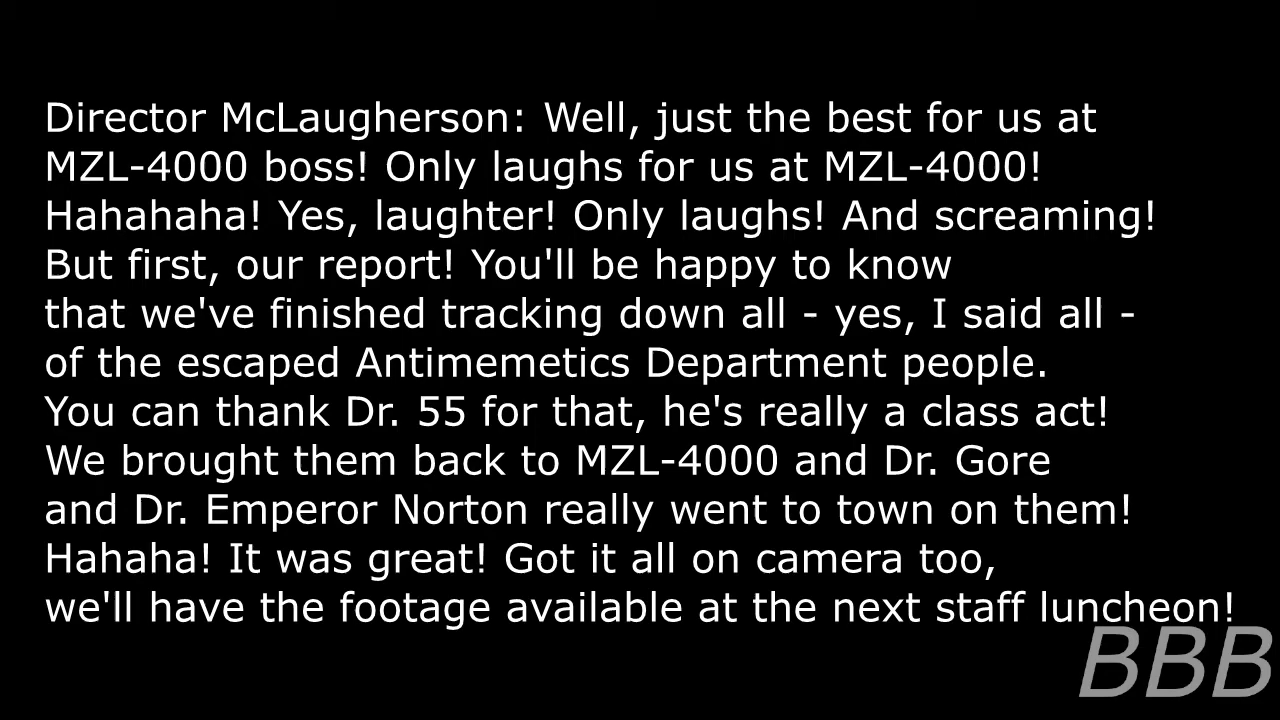 Director McLaugherson: Well, just the best for us at
MZL-4000 boss! Only laughs for us at MZL-4000!
Hahahaha! Yes, laughter! Only laughs! And screaming!
But first, our report! You'll be happy to know
that we've finished tracking down all - yes, I said all -
of the escaped Antimemetics Department people.
You can thank Dr. 55 for that, he's really a class act!
We brought them back to MZL-4000 and Dr. Gore
and Dr. Emperor Norton really went to town on them!
Hahaha! It was great! Got it all on camera too,
we'll have the footage available at the next staff luncheon!
BBB